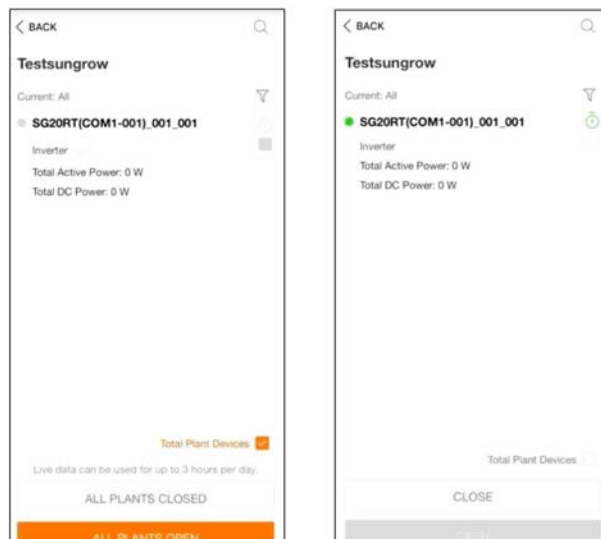 BACK
Testsungrow
Current: All
SG20RT(COM1-001)_001_001
Inverter
Total Active Power: 0 W
Total DC Power: 0 W
Total Plant Devices
Live data can be used for up to 3 hours per day.
ALL PLANTS CLOSED
ALL PLANTS OPEN
BACK
Testsungrow
Current: All
SG20RT(COM1-001)_001_001
Inverter
Total Active Power: 0 W
Total DC Power: 0 W
Total Plant Devices
CLOSE